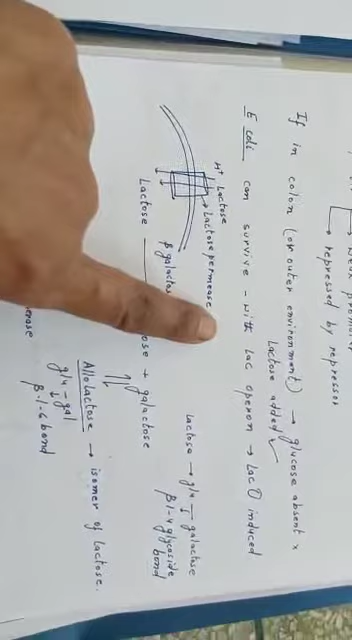 repressed by repressor
If in colon (or outer environment) → glucose absent x
Lactose added ✓
E coli can survive - with Lac operon → Lac O induced
H+ Lactose
Lactose permease
β galactos
Lactose
ose + galactose
Lactose → glu - galactose
β 1-4 glycoside
bond
Allolactose → isomer of lactose.
glu - gal
β-1-6 bond